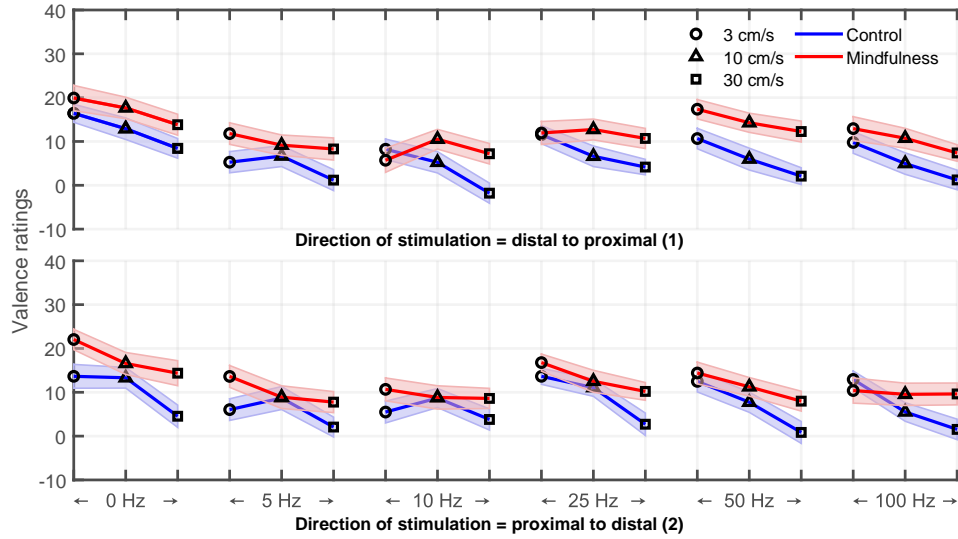 40
30
20
10
0
-10
3 cm/s
10 cm/s
30 cm/s
Control
Mindfulness
Direction of stimulation = distal to proximal (1)
Valence ratings
40
30
20
10
0
-10
← 0 Hz → ← 5 Hz → ← 10 Hz → ← 25 Hz → ← 50 Hz → ← 100 Hz →
Direction of stimulation = proximal to distal (2)